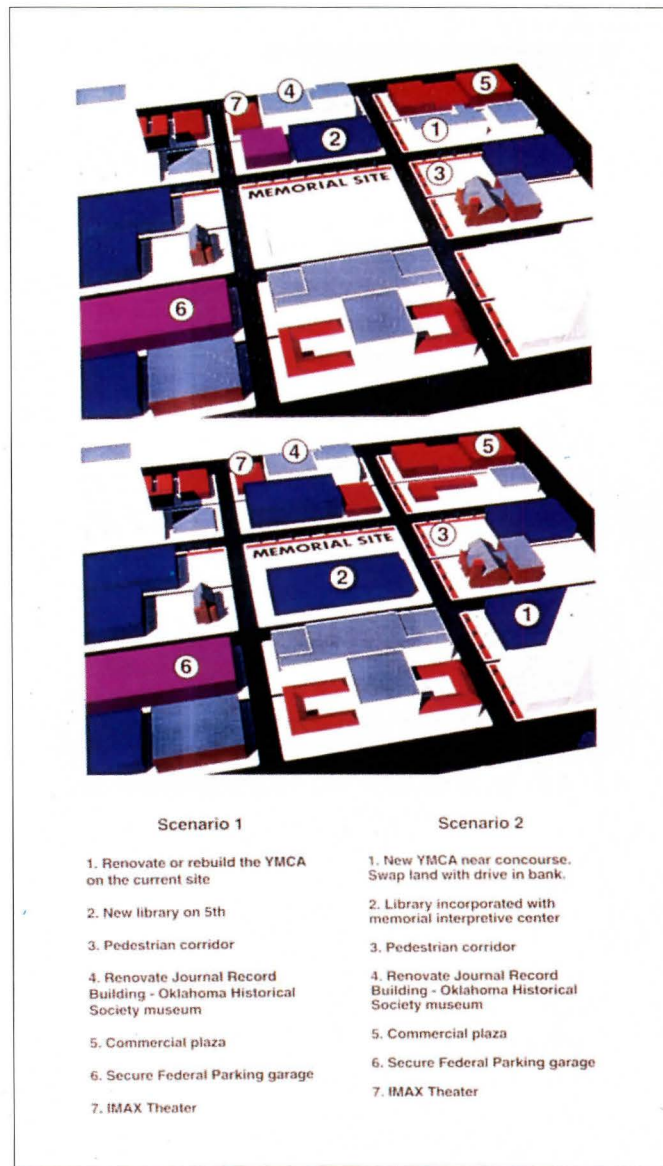 7
4
5
1
2
3
MEMORIAL SITE
6
4
5
7
3
MEMORIAL SITE
2
1
6
Scenario 1
1. Renovate or rebuild the YMCA
on the current site
2. New library on 5th
3. Pedestrian corridor
4. Renovate Journal Record
Building - Oklahoma Historical
Society museum
5. Commercial plaza
6. Secure Federal Parking garage
7. IMAX Theater
Scenario 2
1. New YMCA near concourse.
Swap land with drive in bank.
2. Library incorporated with
memorial interpretive center
3. Pedestrian corridor
4. Renovate Journal Record
Building - Oklahoma Historical
Society museum
5. Commercial plaza
6. Secure Federal Parking garage
7. IMAX Theater